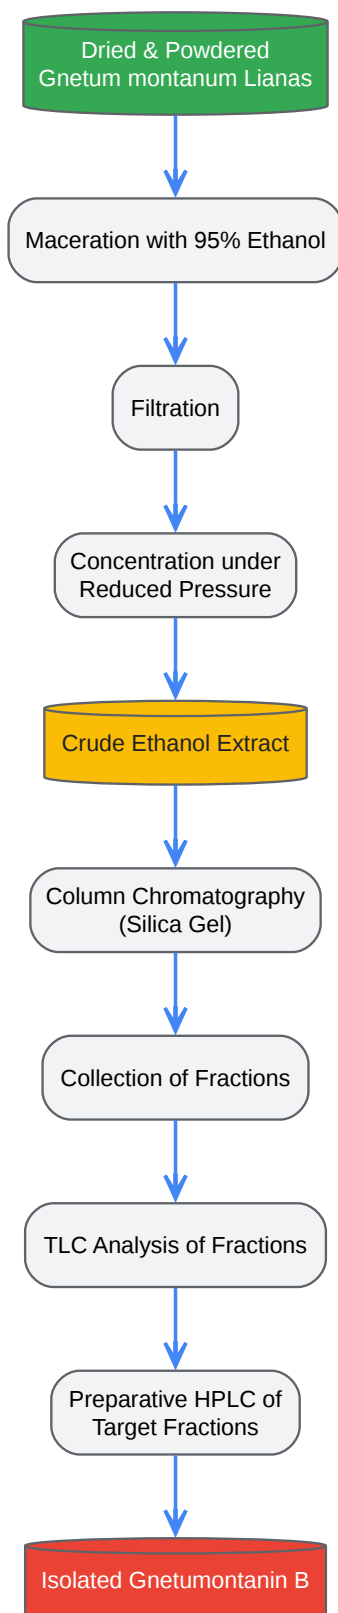 Dried & Powdered
Gnetum montanum Lianas
Maceration with 95% Ethanol
Filtration
Concentration under
Reduced Pressure
Crude Ethanol Extract
Column Chromatography
(Silica Gel)
Collection of Fractions
TLC Analysis of Fractions
Preparative HPLC of
Target Fractions
Isolated Gnetumontanin B